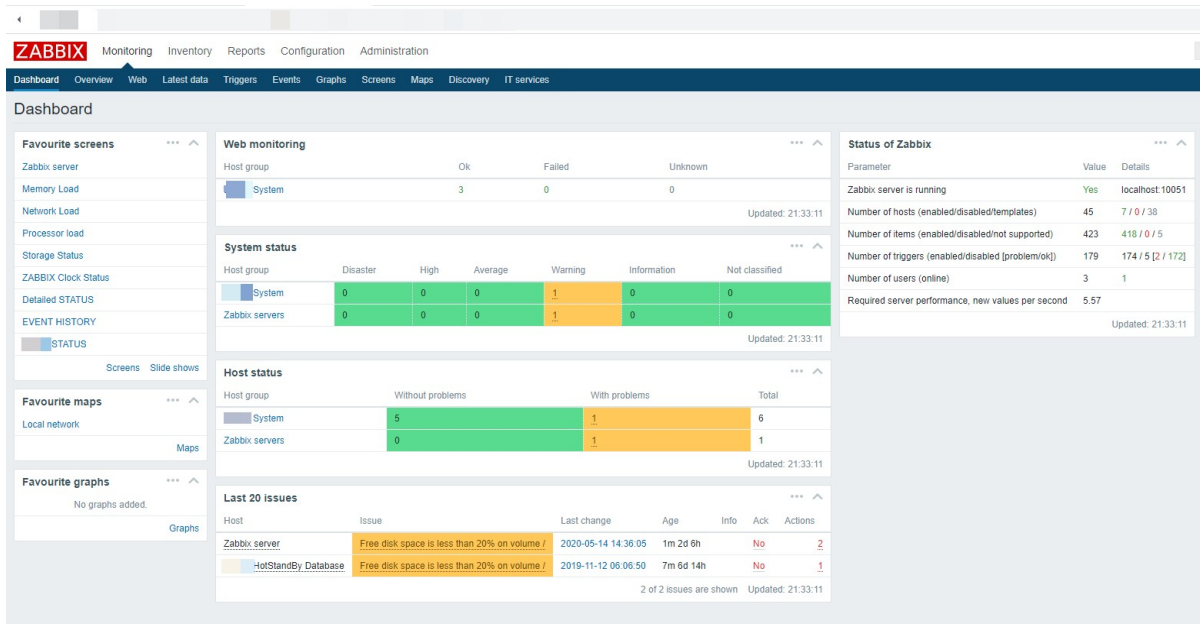 ZABBIX Monitoring Inventory Reports Configuration Administration
Dashboard Overview Web Latest data Triggers Events Graphs Screens Maps Discovery IT services
Dashboard
Favourite screens
Zabbix server
Memory Load
Network Load
Processor load
Storage Status
ZABBIX Clock Status
Detailed STATUS
EVENT HISTORY
STATUS
Screens Slide shows
Favourite maps
Local network
Maps
Favourite graphs
No graphs added.
Graphs
Web monitoring
Host group Ok Failed Unknown
System 3 0 0
Updated: 21:33:11
System status
Host group Disaster High Average Warning Information Not classified
System 0 0 0 1 0 0
Zabbix servers 0 0 0 1 0 0
Updated: 21:33:11
Host status
Host group Without problems With problems Total
System 5 1 6
Zabbix servers 0 1 1
Updated: 21:33:11
Last 20 issues
Host Issue Last change Age Info Ack Actions
Zabbix server Free disk space is less than 20% on volume / 2020-05-14 14:36:05 1m 2d 6h No 2
HotStandBy Database Free disk space is less than 20% on volume / 2019-11-12 06:06:50 7m 6d 14h No 1
2 of 2 issues are shown Updated: 21:33:11
Status of Zabbix
Parameter Value Details
Zabbix server is running Yes localhost:10051
Number of hosts (enabled/disabled/templates) 45 7 / 0 / 38
Number of items (enabled/disabled/not supported) 423 418 / 0 / 5
Number of triggers (enabled/disabled [problem/ok]) 179 174 / 5 [2 / 172]
Number of users (online) 3 1
Required server performance, new values per second 5.57
Updated: 21:33:11